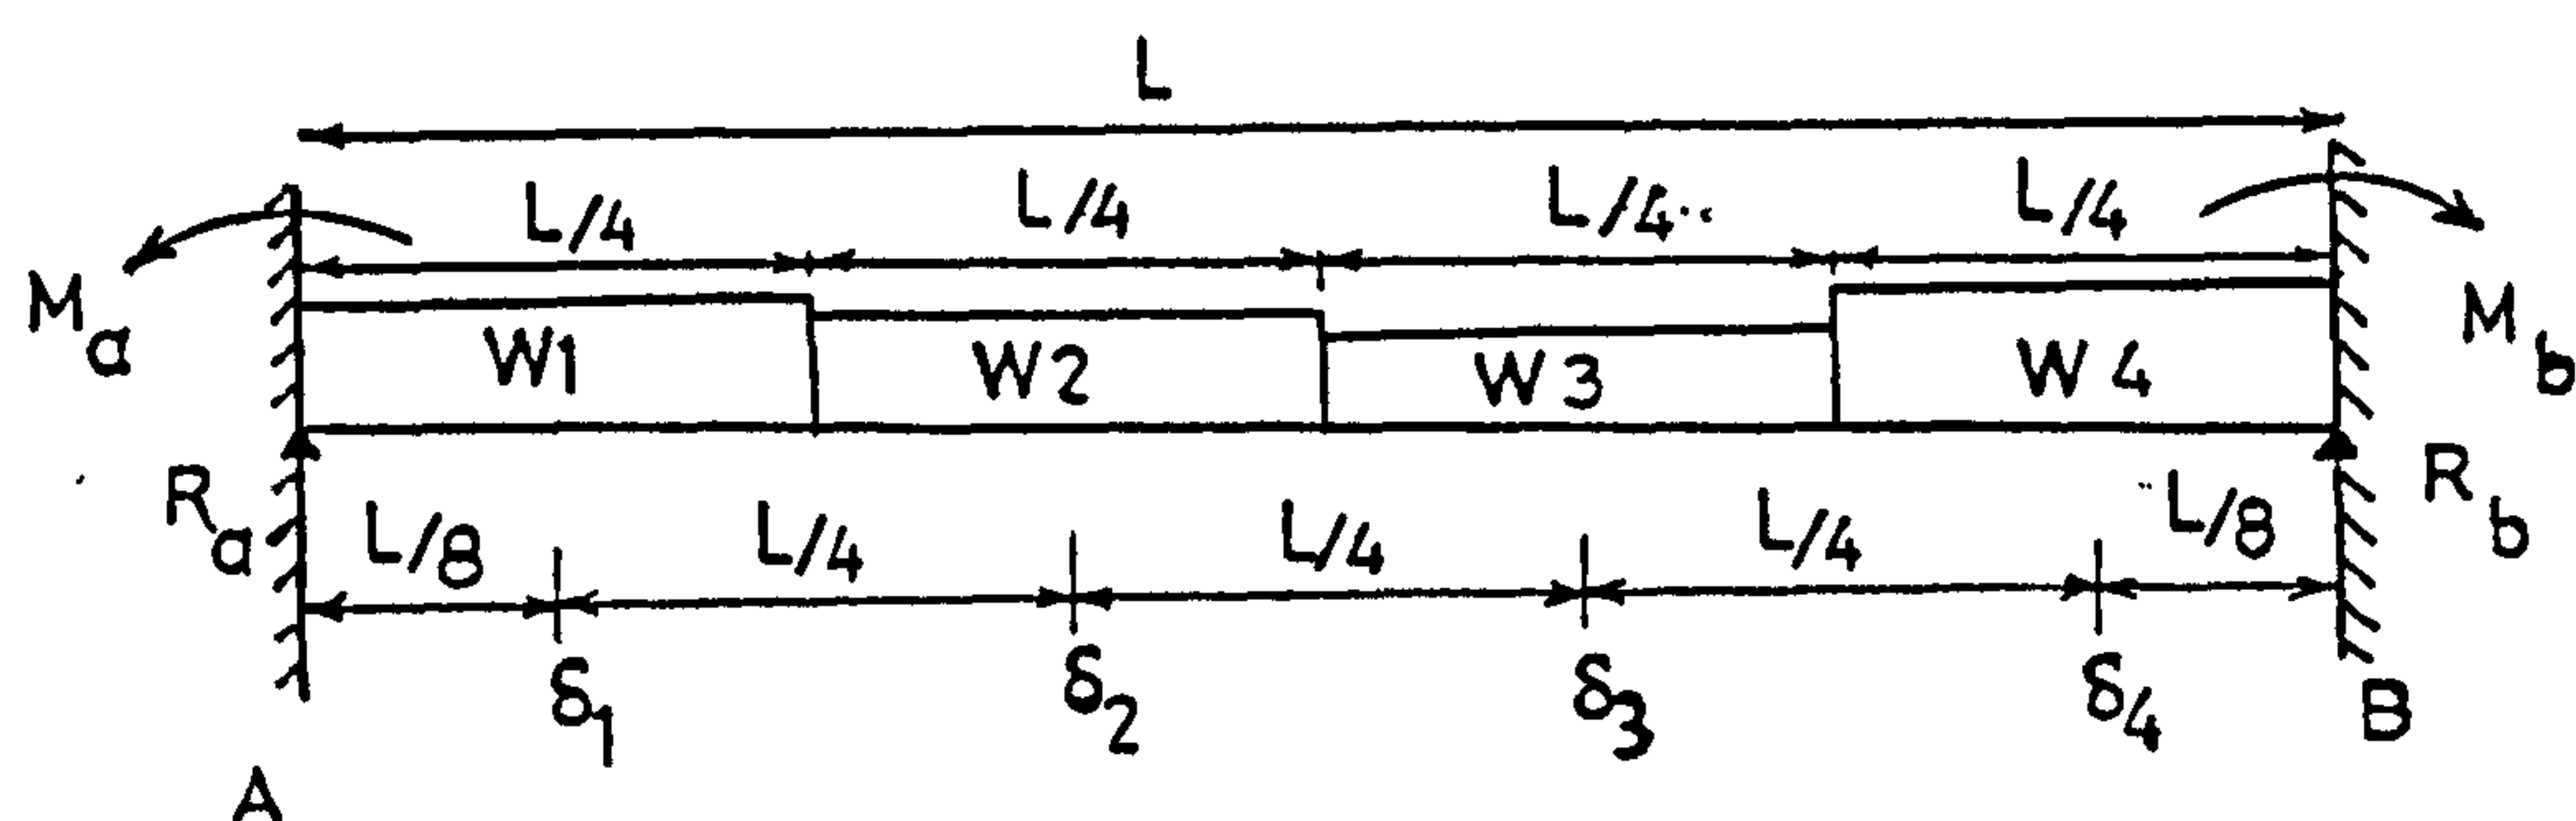 L
L/4 L/4 L/4 L/4
Ma Mb
W1 W2 W3 W4
Ra Rb
L/8 L/4 L/4 L/4 L/8
δ1 δ2 δ3 δ4 B
A